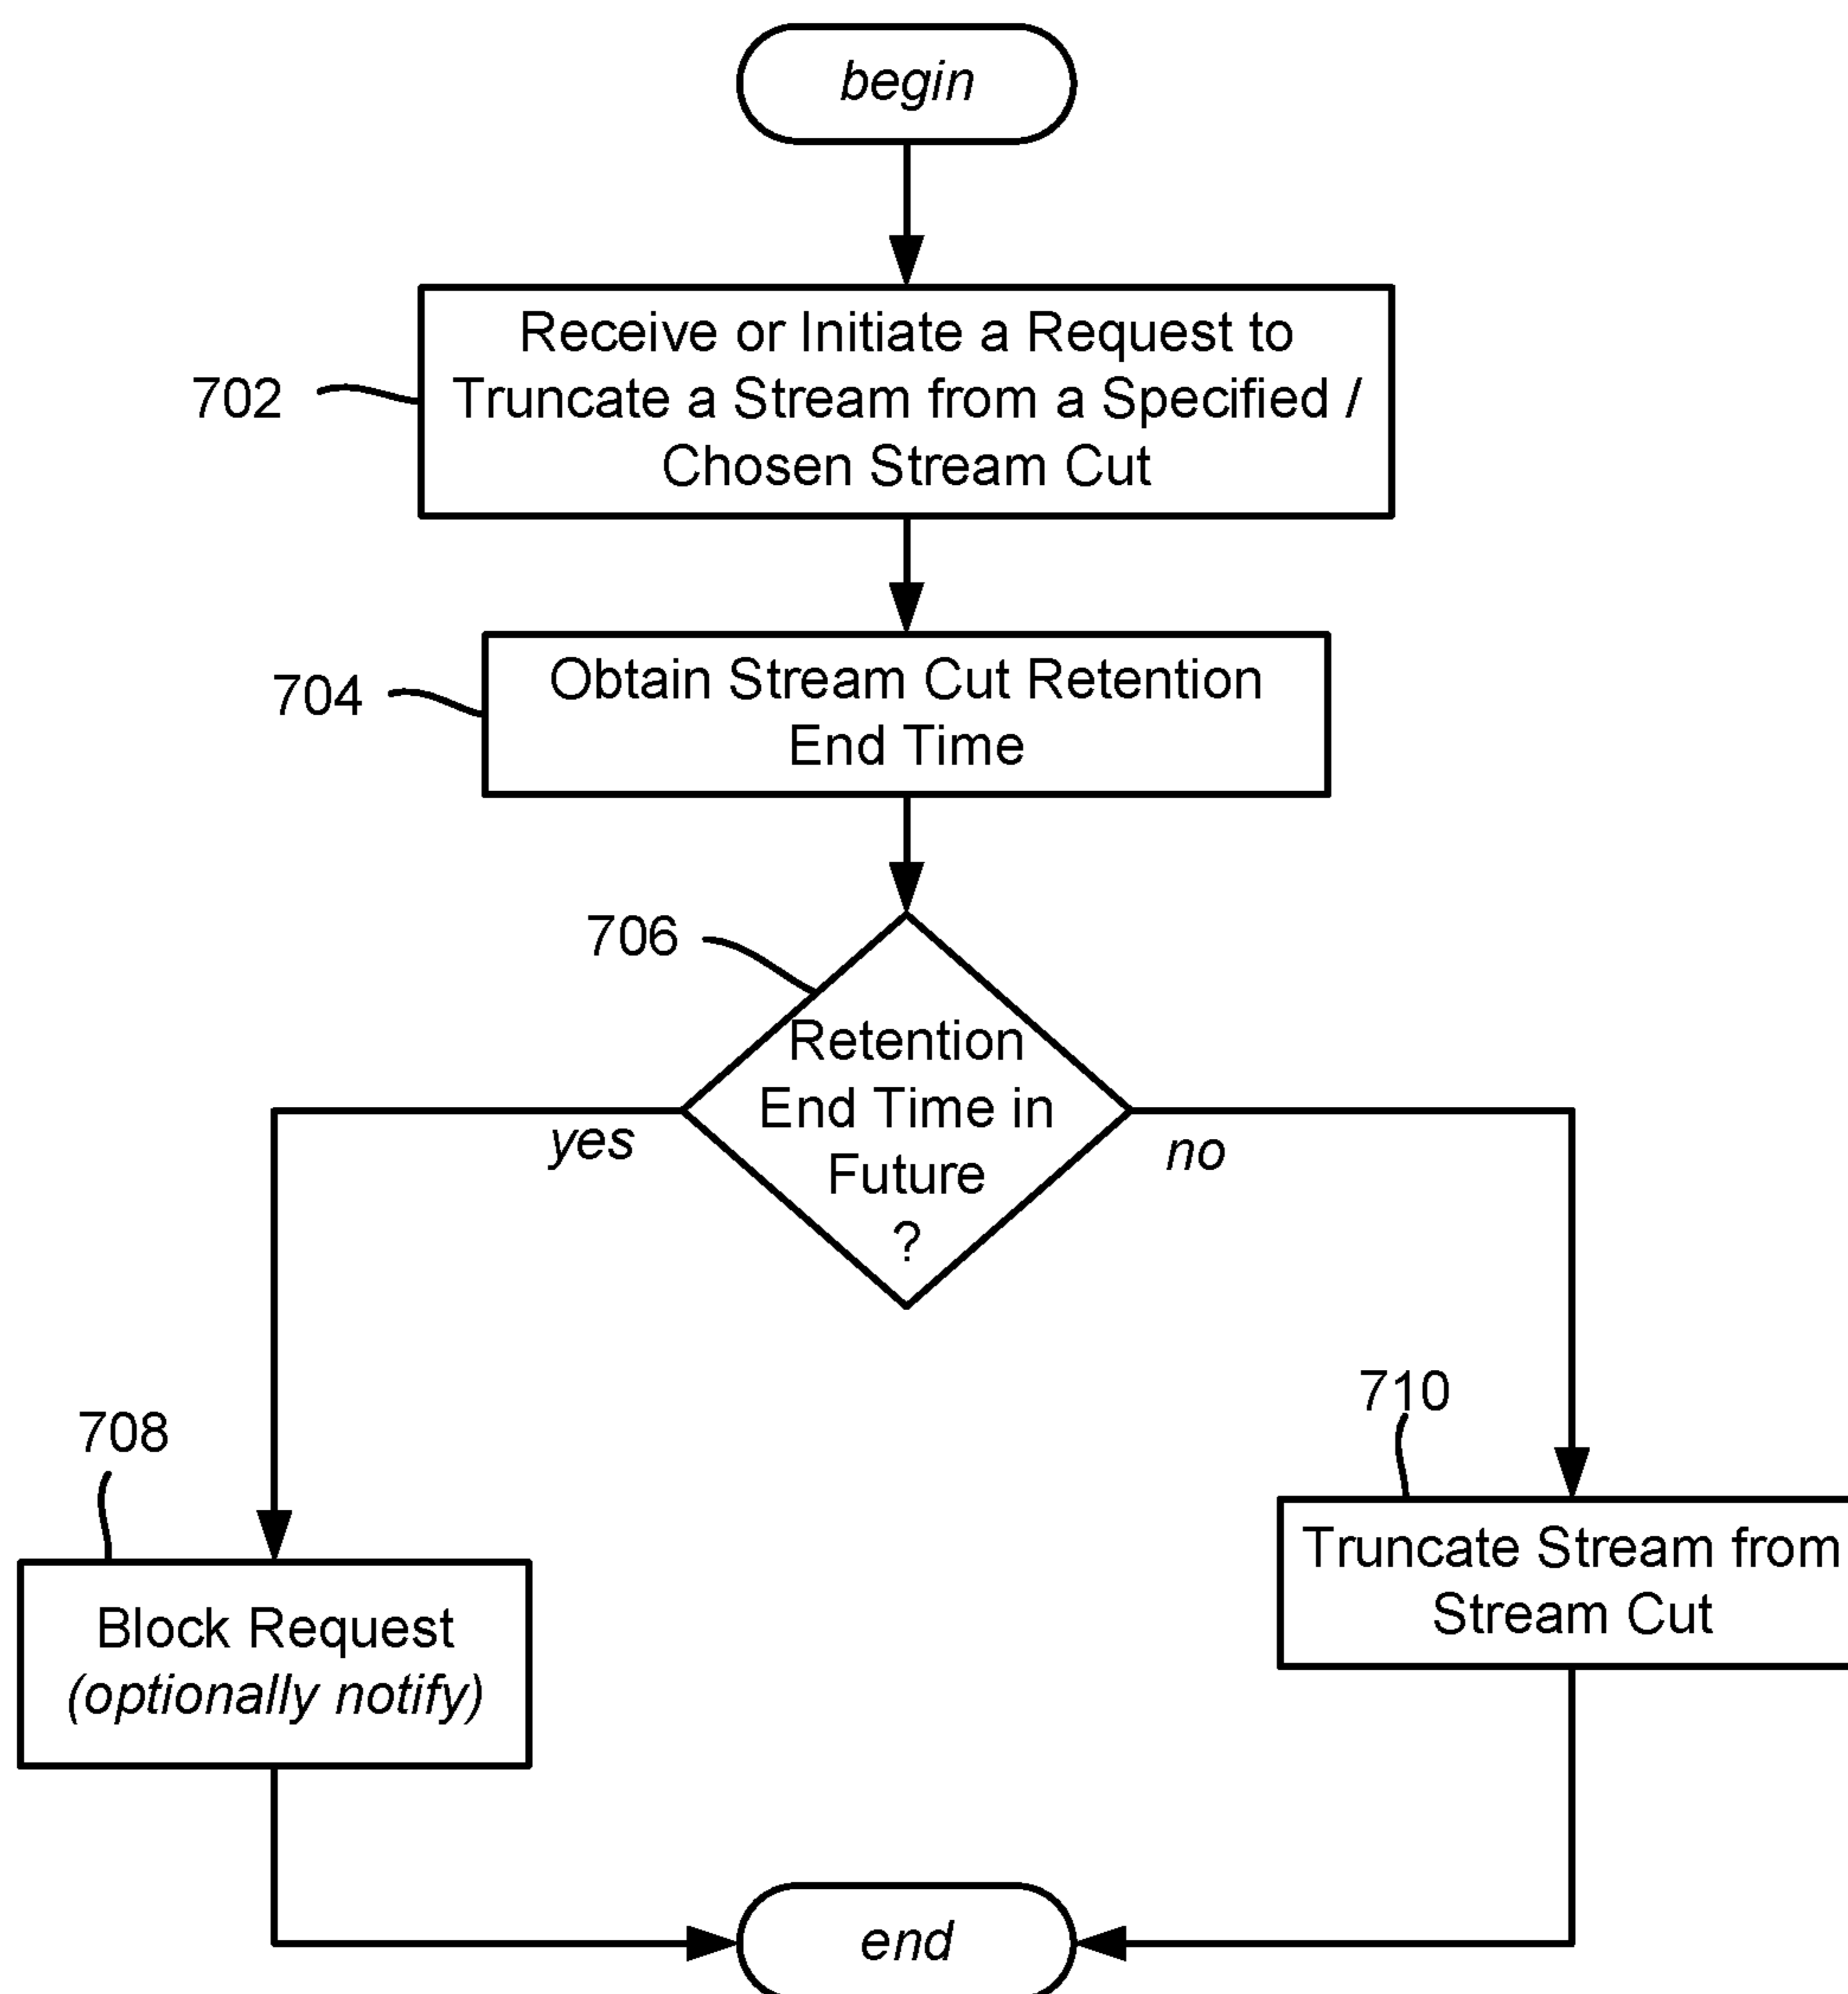 begin
Receive or Initiate a Request to
Truncate a Stream from a Specified /
Chosen Stream Cut
702
Obtain Stream Cut Retention
End Time
704
706
Retention
End Time in
Future
?
yes
no
708
Block Request
(optionally notify)
710
Truncate Stream from
Stream Cut
end